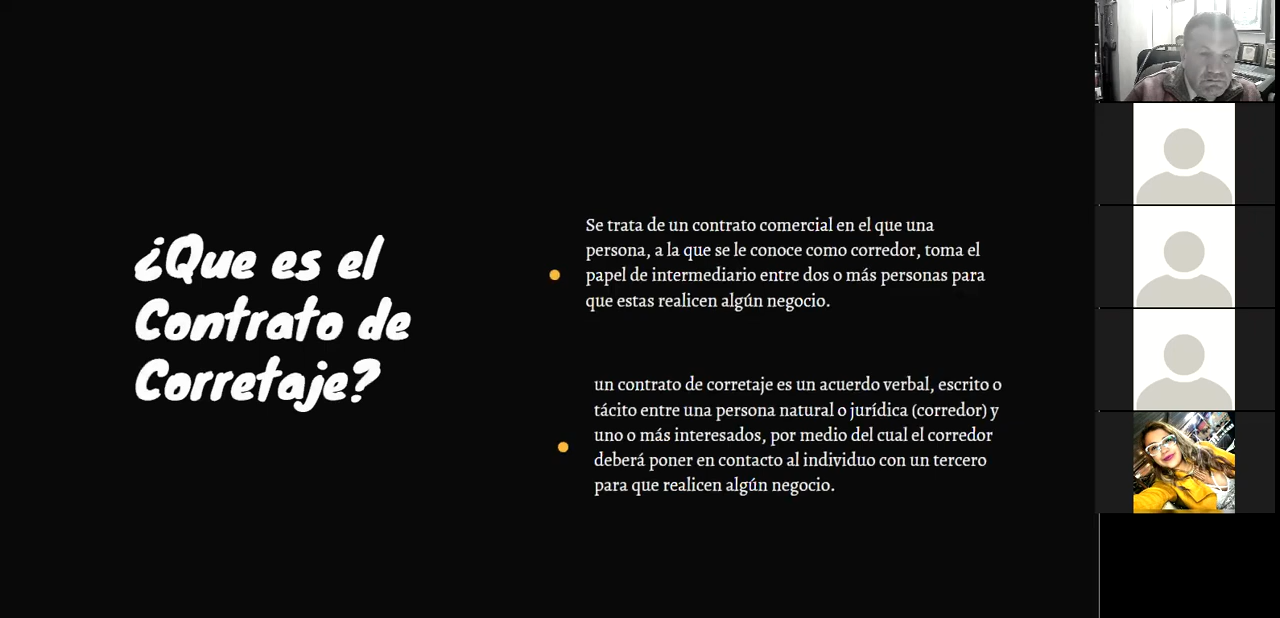 ¿Que es el
Contrato de
Corretaje?
Se trata de un contrato comercial en el que una
persona, a la que se le conoce como corredor, toma el
papel de intermediario entre dos o más personas para
que estas realicen algún negocio.
un contrato de corretaje es un acuerdo verbal, escrito o
tácito entre una persona natural o jurídica (corredor) y
uno o más interesados, por medio del cual el corredor
deberá poner en contacto al individuo con un tercero
para que realicen algún negocio.